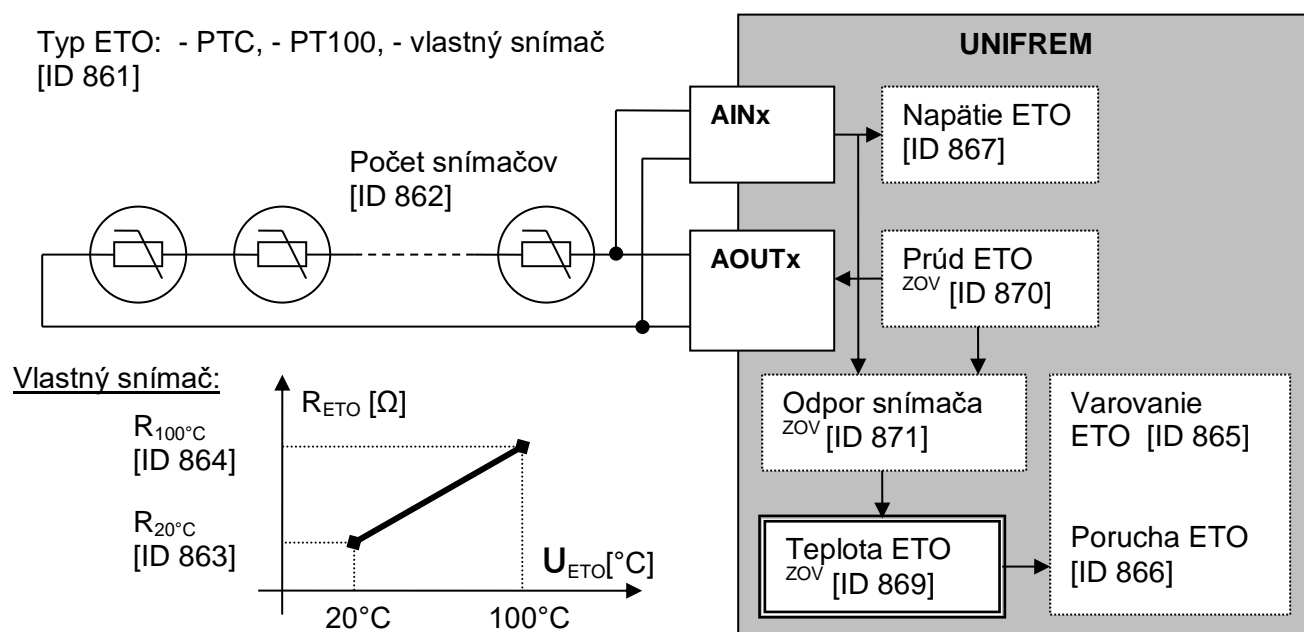 Typ ETO: - PTC, - PT100, - vlastný snímač
[ID 861]
UNIFREM
AINx
Napätie ETO
[ID 867]
Počet snímačov
[ID 862]
AOUTx
Prúd ETO
ZOV [ID 870]
Vlastný snímač:
RETO [Ω]
R100°C
[ID 864]
R20°C
[ID 863]
UETO[°C]
20°C
100°C
Odpor snímača
ZOV [ID 871]
Varovanie
ETO [ID 865]
Teplota ETO
ZOV [ID 869]
Porucha ETO
[ID 866]